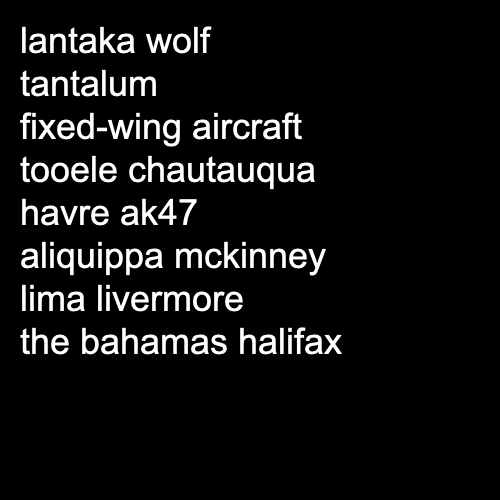 lantaka wolf
tantalum
fixed-wing aircraft
tooele chautauqua
havre ak47
aliquippa mckinney
lima livermore
the bahamas halifax